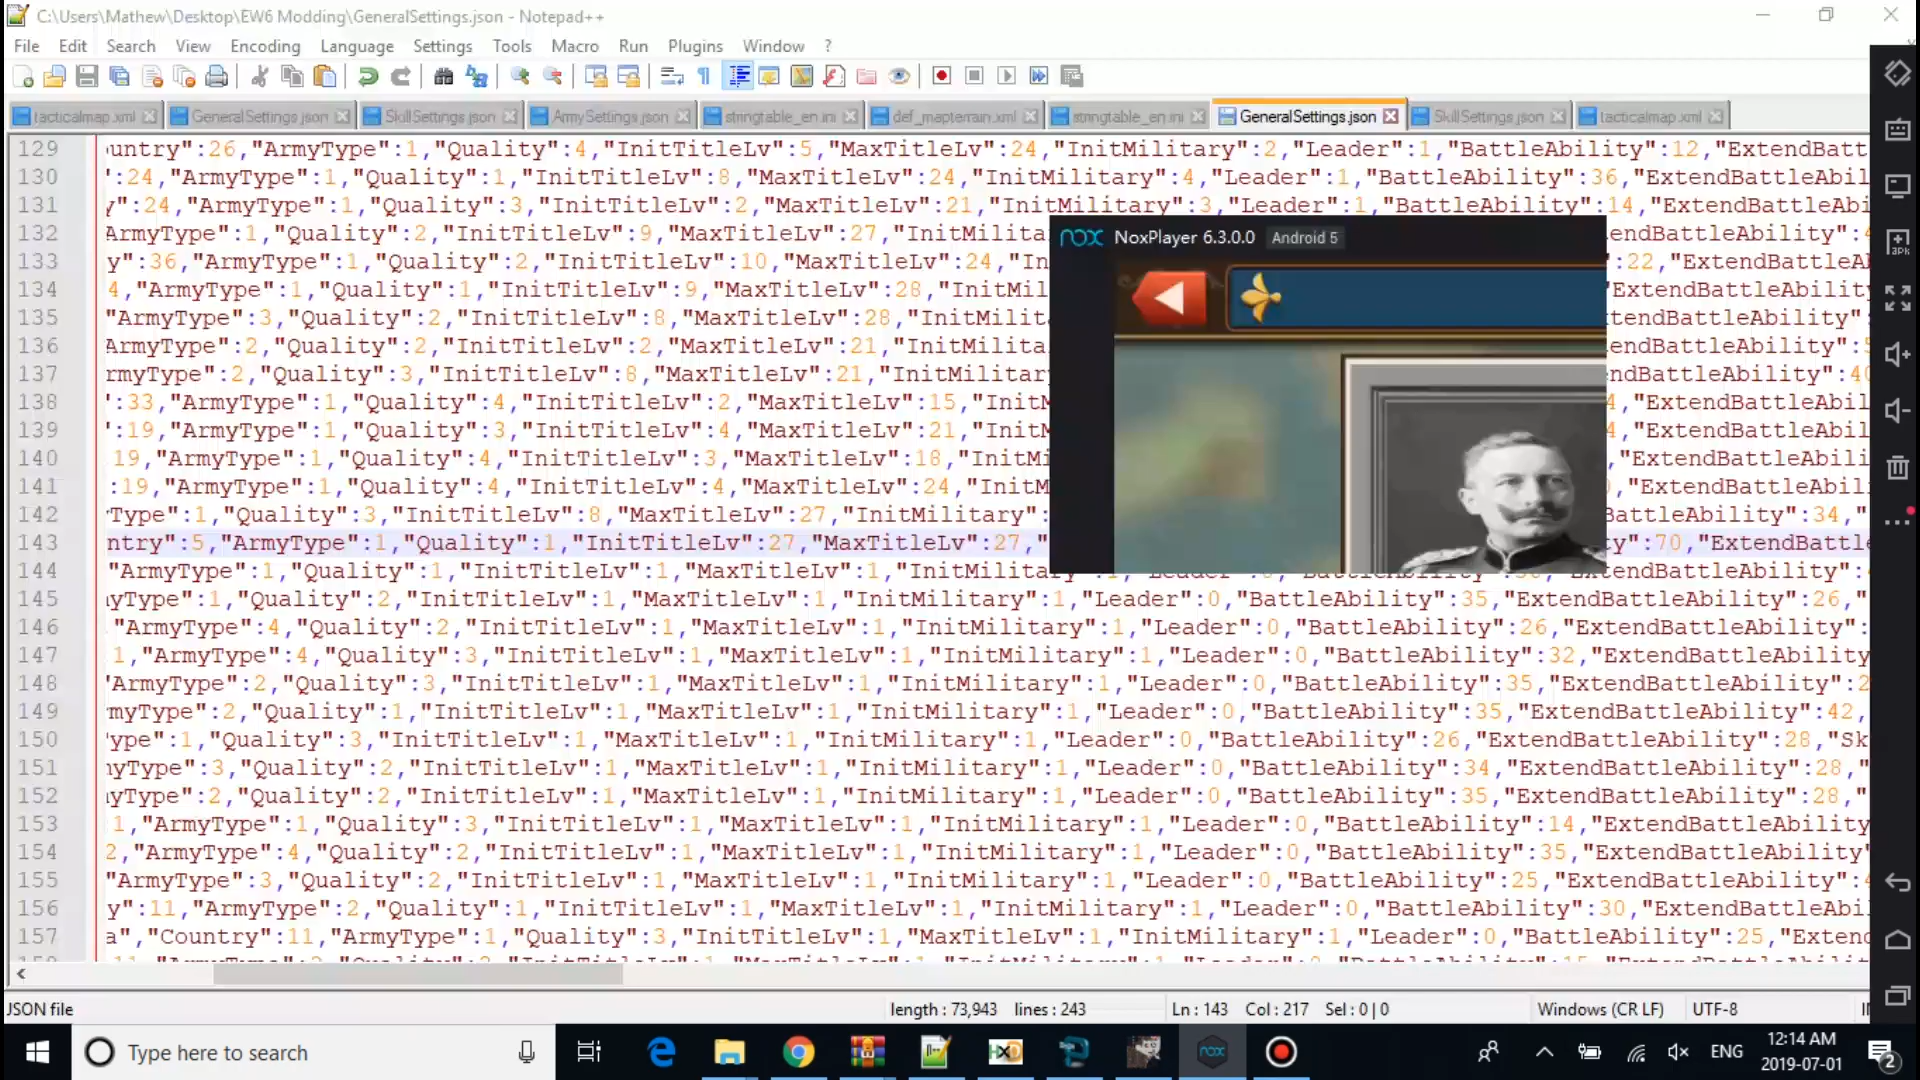 C:\Users\Mathew\Desktop\EW6 Modding\GeneralSettings.json - Notepad++
File Edit Search View Encoding Language Settings Tools Macro Run Plugins Window ?
tacticalmap.xml GeneralSettings.json SkillSettings.json ArmySettings.json stringtable_en.ini def_mapterrain.xml stringtable_en.ini GeneralSettings.json SkillSettings.json tacticalmap.xml
129 untry":26,"ArmyType":1,"Quality":4,"InitTitleLv":5,"MaxTitleLv":24,"InitMilitary":2,"Leader":1,"BattleAbility":12,"ExtendBatt
130 ":24,"ArmyType":1,"Quality":1,"InitTitleLv":8,"MaxTitleLv":24,"InitMilitary":4,"Leader":1,"BattleAbility":36,"ExtendBattleAbil
131 y":24,"ArmyType":1,"Quality":3,"InitTitleLv":2,"MaxTitleLv":21,"InitMilitary":3,"Leader":1,"BattleAbility":14,"ExtendBattleAbi
132 ArmyType":1,"Quality":2,"InitTitleLv":9,"MaxTitleLv":27,"InitMilita endBattleAbility":
133 y":36,"ArmyType":1,"Quality":2,"InitTitleLv":10,"MaxTitleLv":24,"In :22,"ExtendBattleA
134 4,"ArmyType":1,"Quality":1,"InitTitleLv":9,"MaxTitleLv":28,"InitMil "ExtendBattleAbili
135 "ArmyType":3,"Quality":2,"InitTitleLv":8,"MaxTitleLv":28,"InitMilit tendBattleAbility"
136 ArmyType":2,"Quality":2,"InitTitleLv":2,"MaxTitleLv":21,"InitMilita endBattleAbility":
137 rmyType":2,"Quality":3,"InitTitleLv":8,"MaxTitleLv":21,"InitMilitar ndBattleAbility":40
138 ":33,"ArmyType":1,"Quality":4,"InitTitleLv":2,"MaxTitleLv":15,"InitM 4,"ExtendBattleAbil
139 ":19,"ArmyType":1,"Quality":3,"InitTitleLv":4,"MaxTitleLv":21,"InitM 4,"ExtendBattleAbil
140 19,"ArmyType":1,"Quality":4,"InitTitleLv":3,"MaxTitleLv":18,"InitMi ,"ExtendBattleAbili
141 :19,"ArmyType":1,"Quality":4,"InitTitleLv":4,"MaxTitleLv":24,"InitM ,"ExtendBattleAbil
142 Type":1,"Quality":3,"InitTitleLv":8,"MaxTitleLv":27,"InitMilitary": BattleAbility":34,"
143 ntry":5,"ArmyType":1,"Quality":1,"InitTitleLv":27,"MaxTitleLv":27," y":70,"ExtendBattle
144 "ArmyType":1,"Quality":1,"InitTitleLv":1,"MaxTitleLv":1,"InitMilitary
145 yType":1,"Quality":2,"InitTitleLv":1,"MaxTitleLv":1,"InitMilitary":1,"Leader":0,"BattleAbility":35,"ExtendBattleAbility":26,"
146 "ArmyType":4,"Quality":2,"InitTitleLv":1,"MaxTitleLv":1,"InitMilitary":1,"Leader":0,"BattleAbility":26,"ExtendBattleAbility":
147 1,"ArmyType":4,"Quality":3,"InitTitleLv":1,"MaxTitleLv":1,"InitMilitary":1,"Leader":0,"BattleAbility":32,"ExtendBattleAbility
148 "ArmyType":2,"Quality":3,"InitTitleLv":1,"MaxTitleLv":1,"InitMilitary":1,"Leader":0,"BattleAbility":35,"ExtendBattleAbility":2
149 myType":2,"Quality":1,"InitTitleLv":1,"MaxTitleLv":1,"InitMilitary":1,"Leader":0,"BattleAbility":35,"ExtendBattleAbility":42,
150 ype":1,"Quality":3,"InitTitleLv":1,"MaxTitleLv":1,"InitMilitary":1,"Leader":0,"BattleAbility":26,"ExtendBattleAbility":28,"Sk
151 yType":3,"Quality":2,"InitTitleLv":1,"MaxTitleLv":1,"InitMilitary":1,"Leader":0,"BattleAbility":34,"ExtendBattleAbility":28,"
152 yType":2,"Quality":2,"InitTitleLv":1,"MaxTitleLv":1,"InitMilitary":1,"Leader":0,"BattleAbility":35,"ExtendBattleAbility":28,"
153 1,"ArmyType":1,"Quality":3,"InitTitleLv":1,"MaxTitleLv":1,"InitMilitary":1,"Leader":0,"BattleAbility":14,"ExtendBattleAbility
154 2,"ArmyType":4,"Quality":2,"InitTitleLv":1,"MaxTitleLv":1,"InitMilitary":1,"Leader":0,"BattleAbility":35,"ExtendBattleAbility
155 "ArmyType":3,"Quality":2,"InitTitleLv":1,"MaxTitleLv":1,"InitMilitary":1,"Leader":0,"BattleAbility":25,"ExtendBattleAbility":4
156 y":11,"ArmyType":2,"Quality":1,"InitTitleLv":1,"MaxTitleLv":1,"InitMilitary":1,"Leader":0,"BattleAbility":30,"ExtendBattleAbi
157 a","Country":11,"ArmyType":1,"Quality":3,"InitTitleLv":1,"MaxTitleLv":1,"InitMilitary":1,"Leader":0,"BattleAbility":25,"Exten
nox NoxPlayer 6.3.0.0 Android 5
JSON file length : 73,943 lines : 243 Ln : 143 Col : 217 Sel : 0 | 0 Windows (CR LF) UTF-8
Type here to search
ENG
12:14 AM
2019-07-01
2